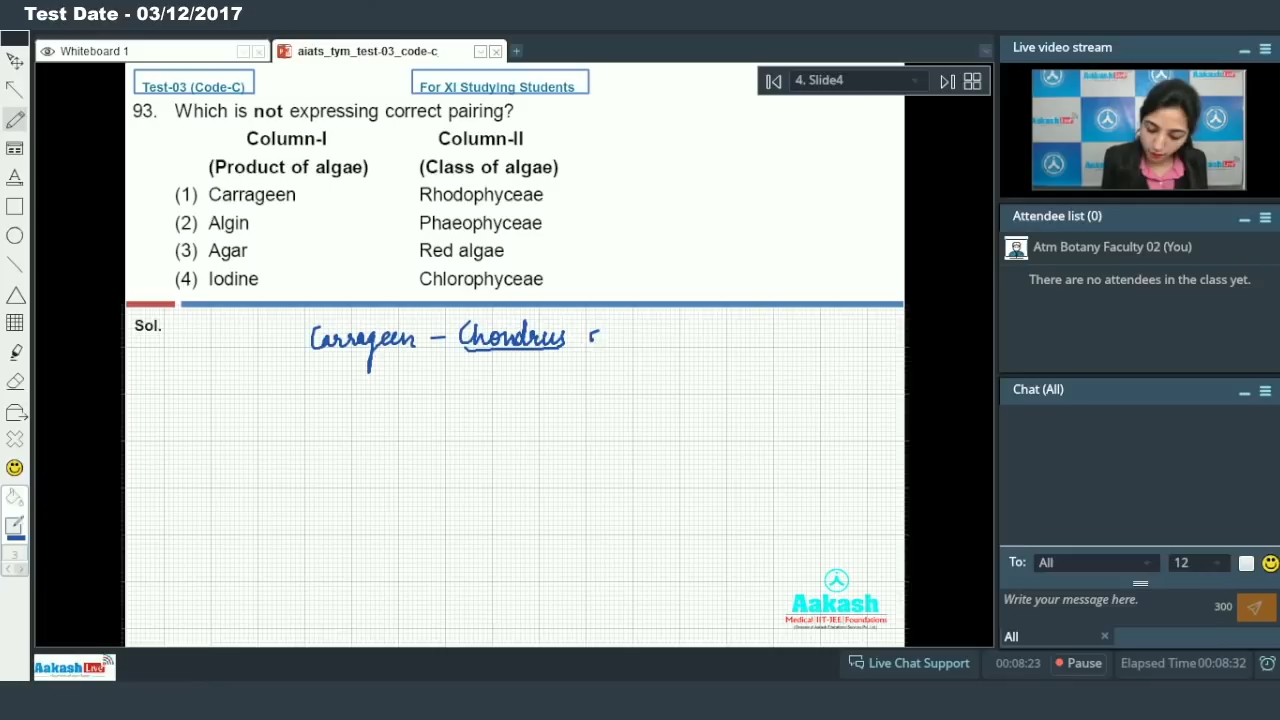 Test Date - 03/12/2017
Whiteboard 1
aiats_tym_test-03_code-c
Live video stream
Test-03 (Code-C)
For XI Studying Students
4. Slide4
93. Which is not expressing correct pairing?
Column-I Column-II
(Product of algae) (Class of algae)
(1) Carrageen Rhodophyceae
(2) Algin Phaeophyceae
(3) Agar Red algae
(4) Iodine Chlorophyceae
Sol.
Carrageen – Chondrus
AakashLive
Attendee list (0)
Atm Botany Faculty 02 (You)
There are no attendees in the class yet.
Chat (All)
To: All 12
Write your message here.
300
All
3
Aakash
Medical IIT-JEE Foundations
Aakash Live
Live Chat Support
00:08:23
Pause
Elapsed Time 00:08:32